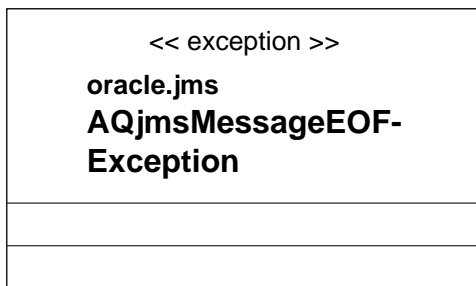 << exception >>
oracle.jms
AQjmsMessageEOF-
Exception